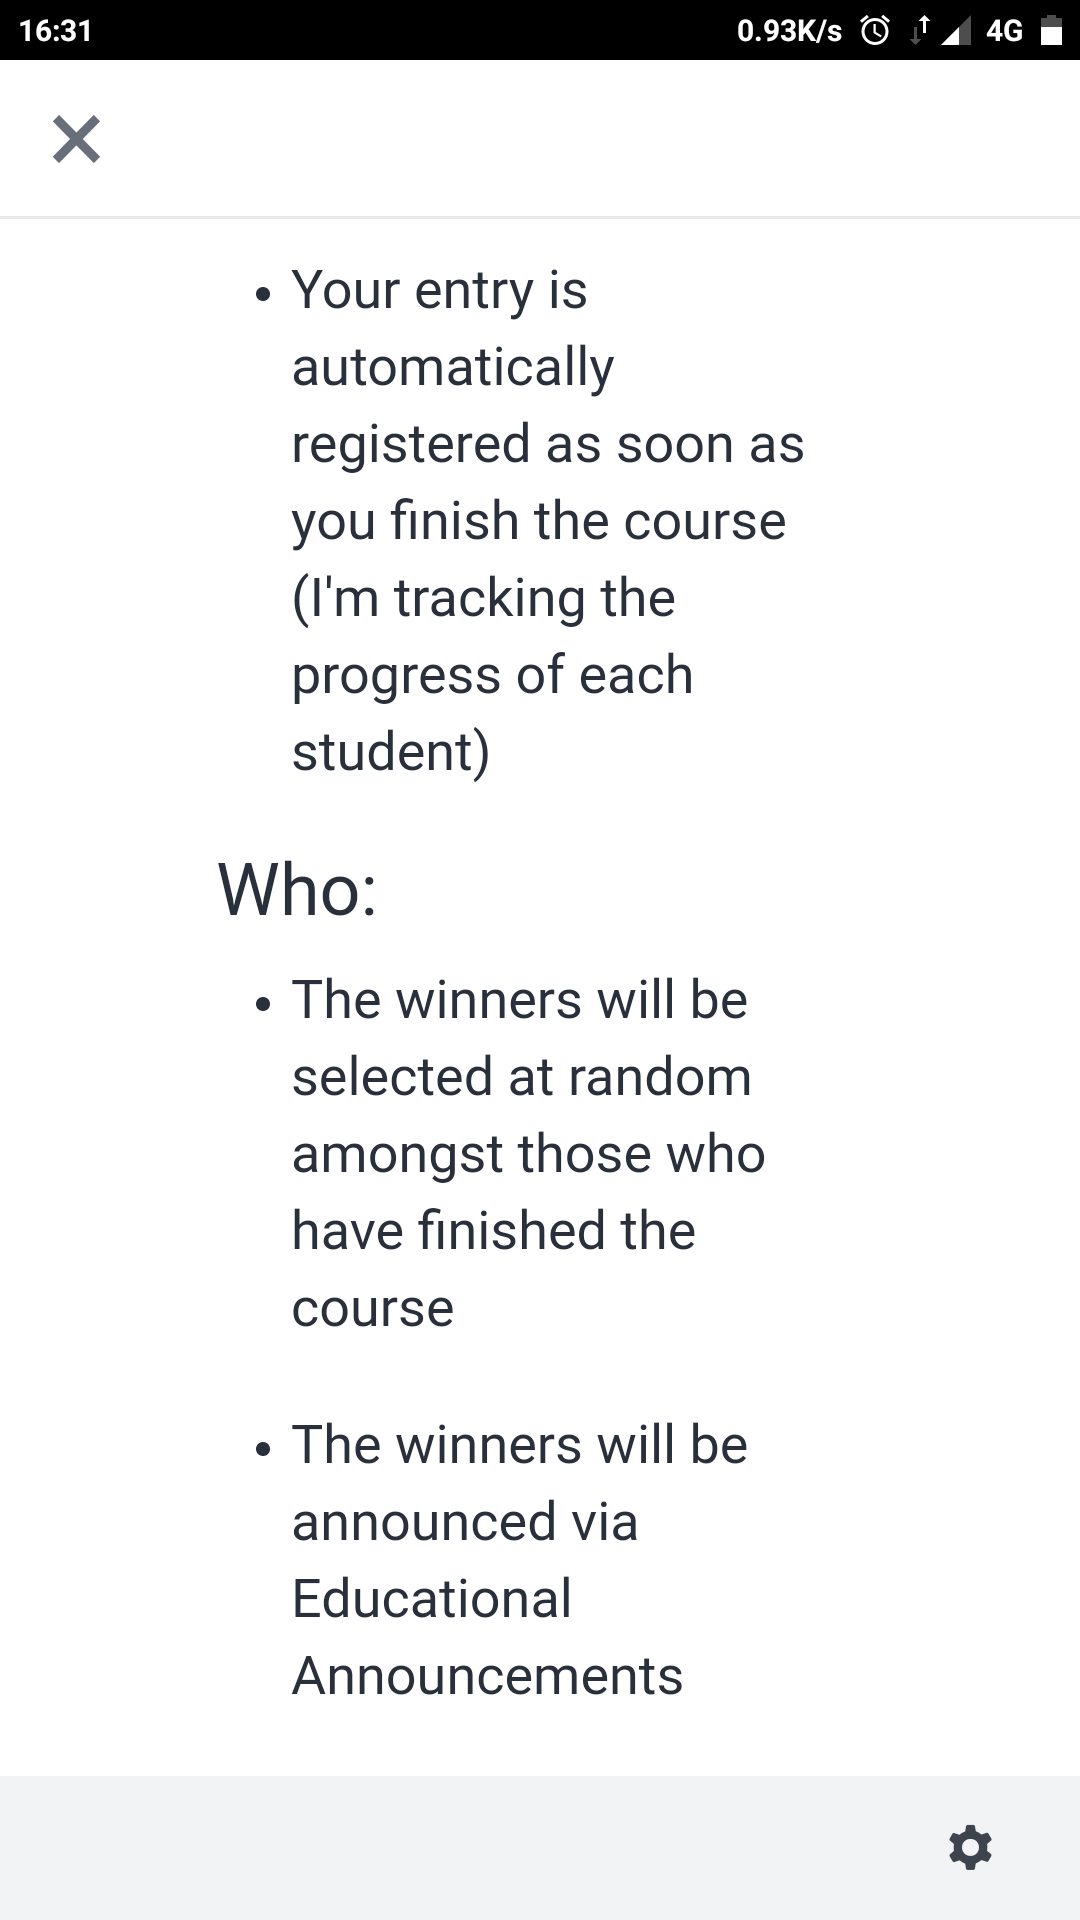 16:31
0.93K/s 4G
• Your entry is
automatically
registered as soon as
you finish the course
(I'm tracking the
progress of each
student)
Who:
• The winners will be
selected at random
amongst those who
have finished the
course
• The winners will be
announced via
Educational
Announcements